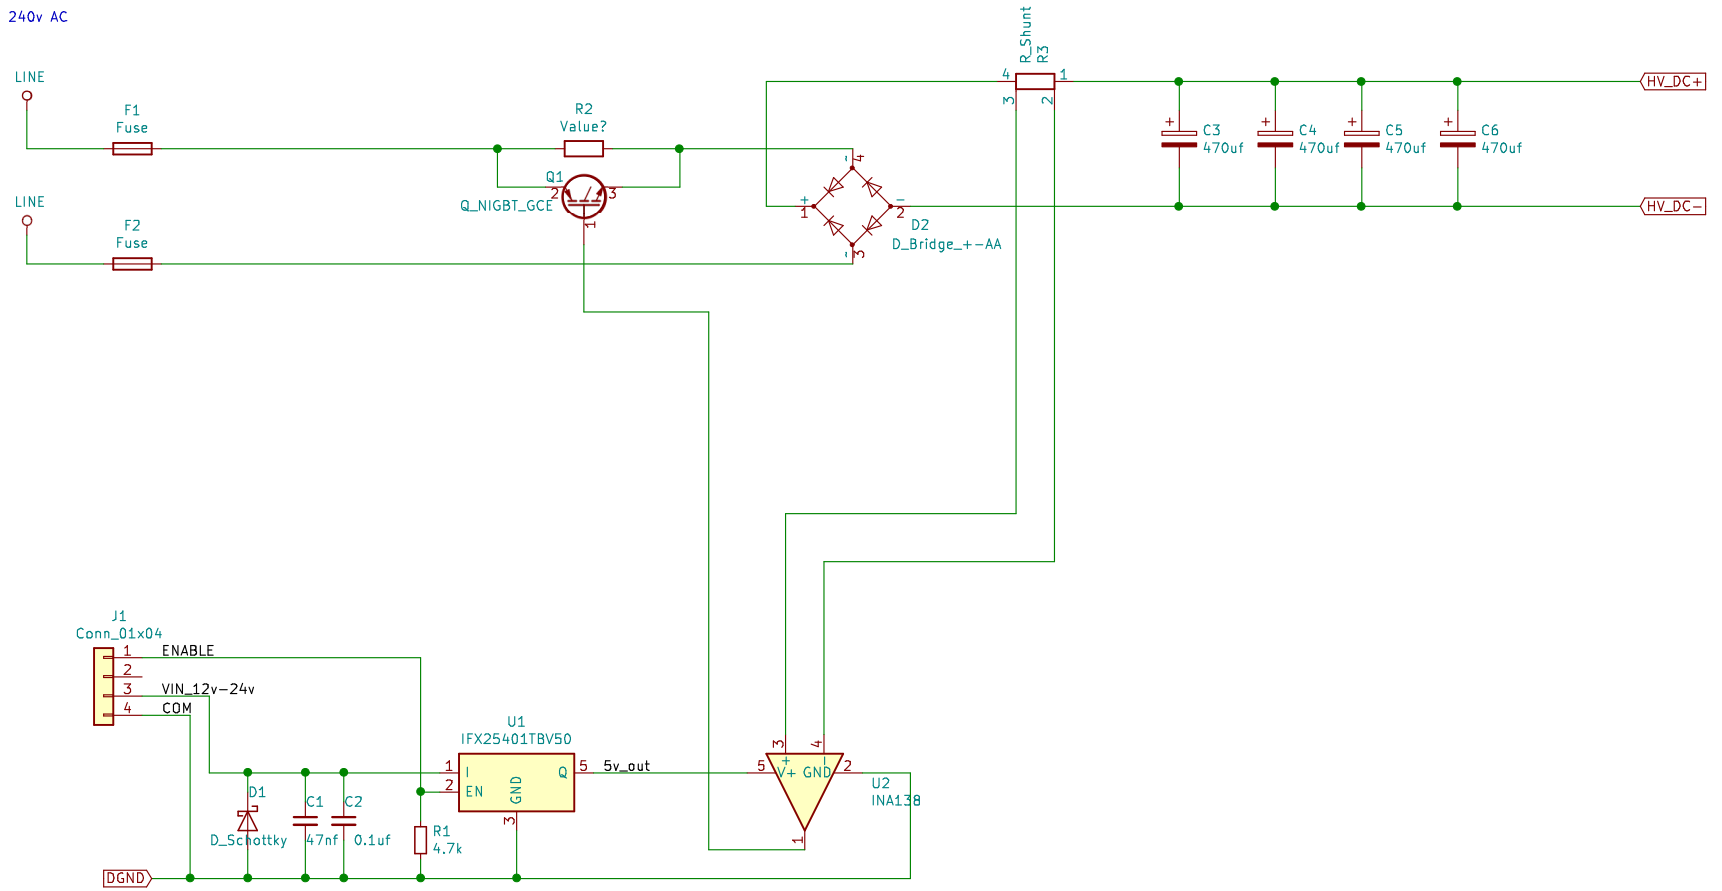 240v AC
LINE
F1
Fuse
LINE
F2
Fuse
R2
Value?
Q1
2
3
Q_NIGBT_GCE
1
R_Shunt
R3
4
1
3
2
~
4
+
1
-
2
D2
D_Bridge_+-AA
~
3
+
C3
470uf
+
C4
470uf
+
C5
470uf
+
C6
470uf
HV_DC+
HV_DC-
J1
Conn_01x04
1
ENABLE
2
3
VIN_12v-24v
4
COM
D1
D_Schottky
C1
47nf
C2
0.1uf
U1
IFX25401TBV50
1
I
Q
5
2
EN
GND
3
5v_out
R1
4.7k
3
4
+
-
5
V+
GND
2
U2
INA138
1
DGND